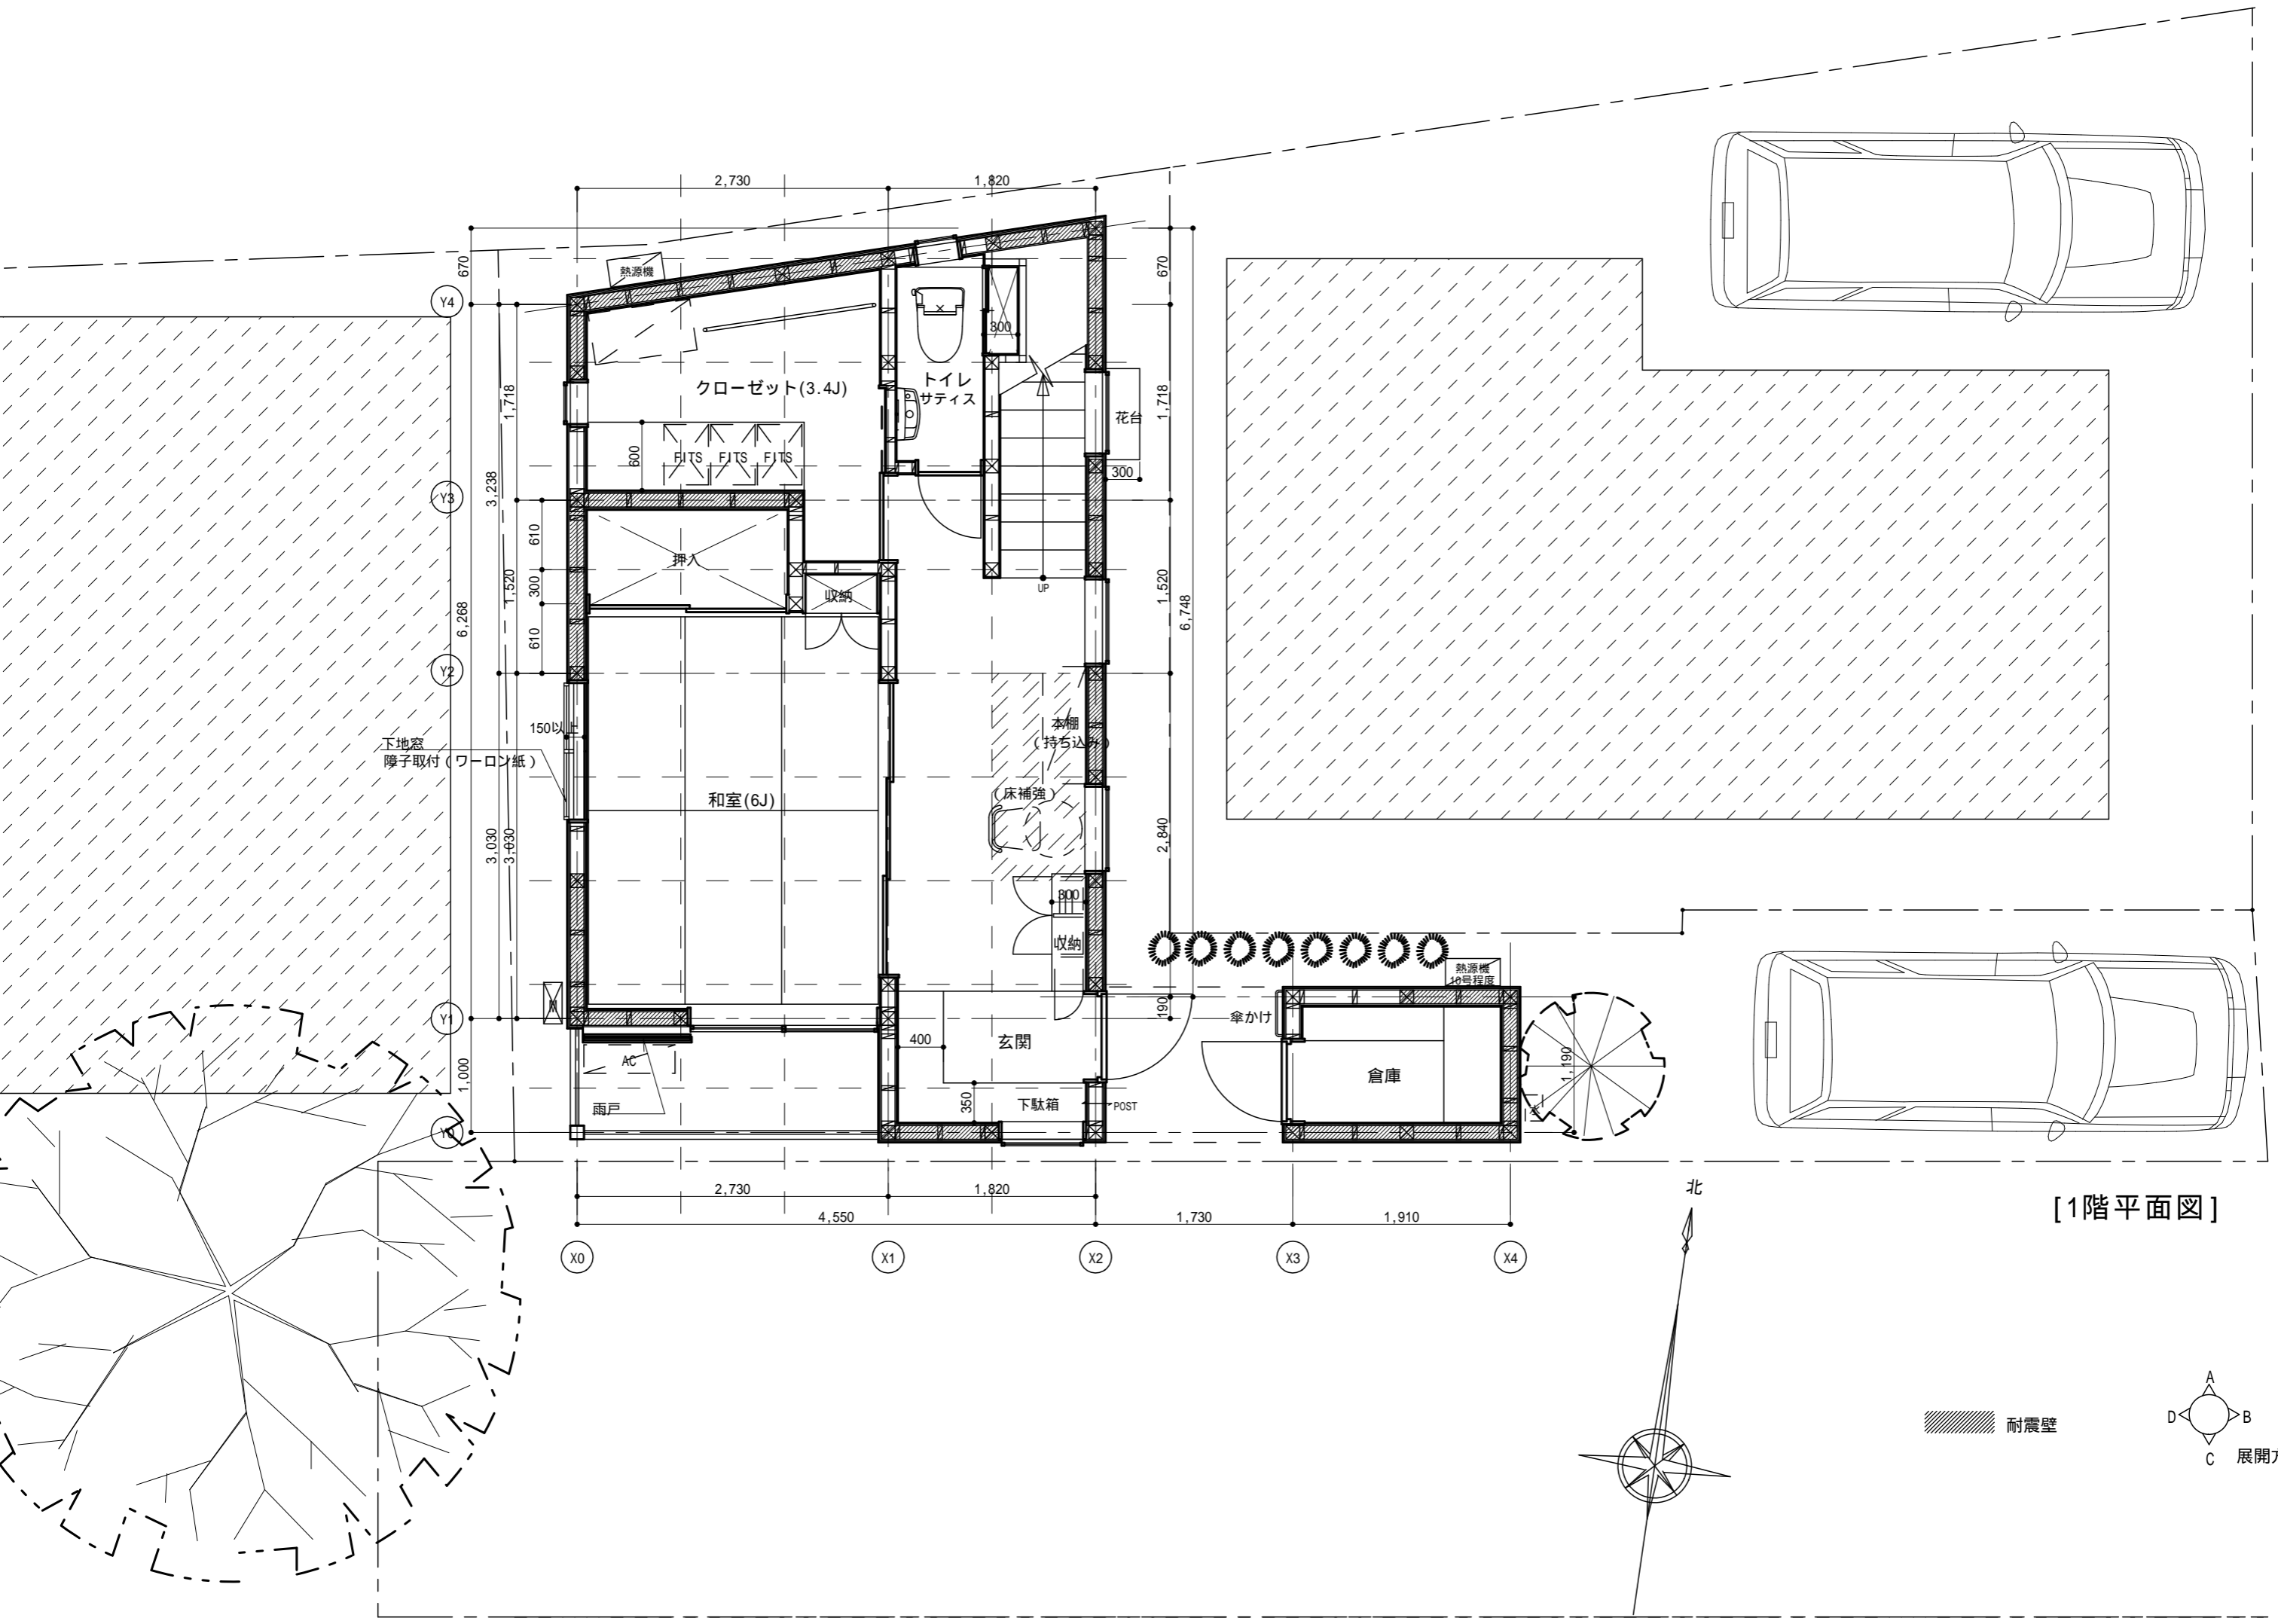 2,730
1,820
熱源機
670
670
Y4
300
トイレ
サティス
クローゼット(3.4J)
1,718
1,718
花台
600
FITS
FITS
FITS
300
3,238
Y3
610
押入
300
1,520
1,520
収納
UP
6,268
6,748
610
Y2
150以上
本棚
(持ち込み)
下地窓
障子取付(ワーロン紙)
和室(6J)
(床補強)
3,030
3,030
2,840
300
収納
熱源機
M
190
傘かけ
Y1
400
玄関
AC
倉庫
1,190
1,000
雨戸
350
下駄箱
POST
Y0
2,730
1,820
4,550
1,730
1,910
X0
X1
X2
X3
X4
北
[1階平面図]
耐震壁
A
D
B
C
展開